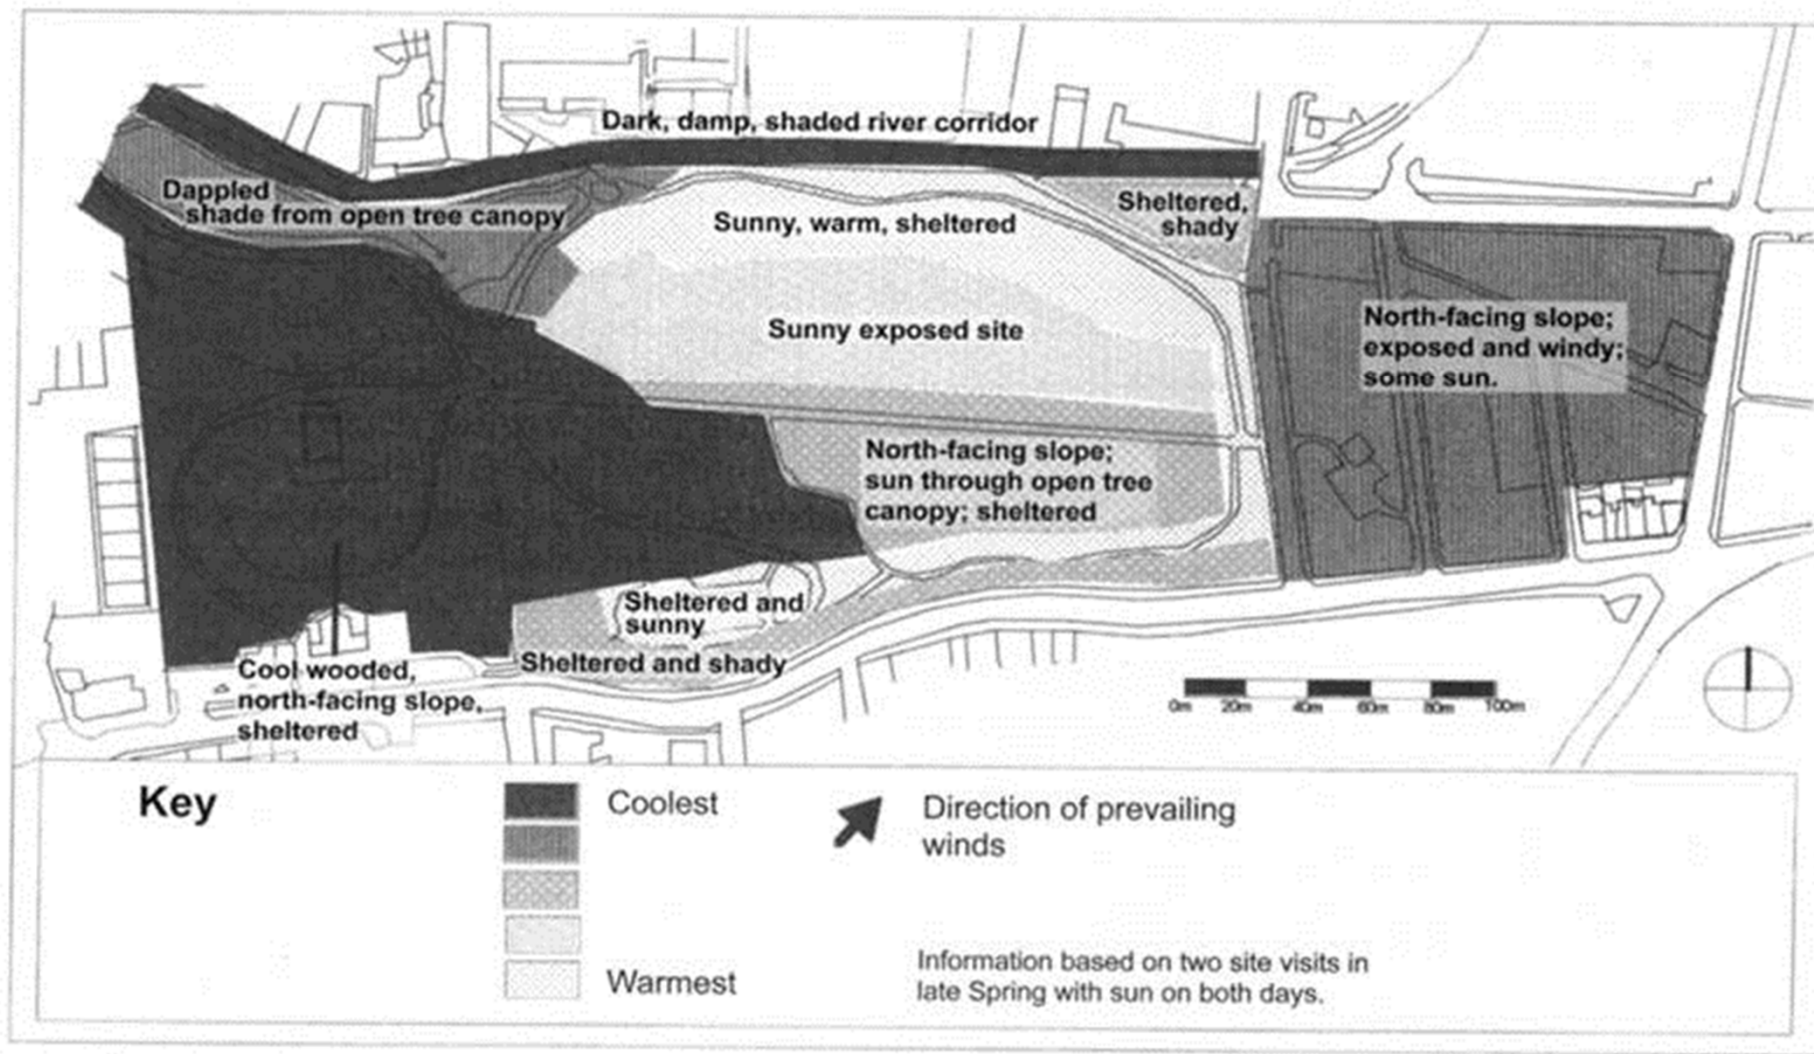 Dark, damp, shaded river corridor
Dappled
shade from open tree canopy
Sheltered,
shady
Sunny, warm, sheltered
Sunny exposed site
North-facing slope;
exposed and windy;
some sun.
North-facing slope;
sun through open tree
canopy; sheltered
Sheltered and
sunny
Sheltered and shady
Cool wooded,
north-facing slope,
sheltered
0m 20m 40m 60m 80m 100m
Key
Coolest
Warmest
Direction of prevailing
winds
Information based on two site visits in
late Spring with sun on both days.